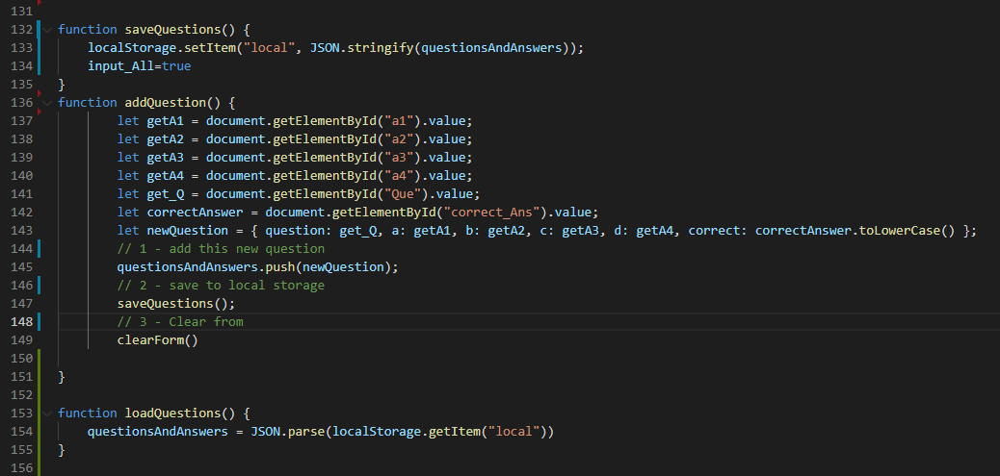 131
132 function saveQuestions() {
133 localStorage.setItem("local", JSON.stringify(questionsAndAnswers));
134 input_All=true
135 }
136 function addQuestion() {
137 let getA1 = document.getElementById("a1").value;
138 let getA2 = document.getElementById("a2").value;
139 let getA3 = document.getElementById("a3").value;
140 let getA4 = document.getElementById("a4").value;
141 let get_Q = document.getElementById("Que").value;
142 let correctAnswer = document.getElementById("correct_Ans").value;
143 let newQuestion = { question: get_Q, a: getA1, b: getA2, c: getA3, d: getA4, correct: correctAnswer.toLowerCase() };
144 // 1 - add this new question
145 questionsAndAnswers.push(newQuestion);
146 // 2 - save to local storage
147 saveQuestions();
148 // 3 - Clear from
149 clearForm()
150
151 }
152
153 function loadQuestions() {
154 questionsAndAnswers = JSON.parse(localStorage.getItem("local"))
155 }
156